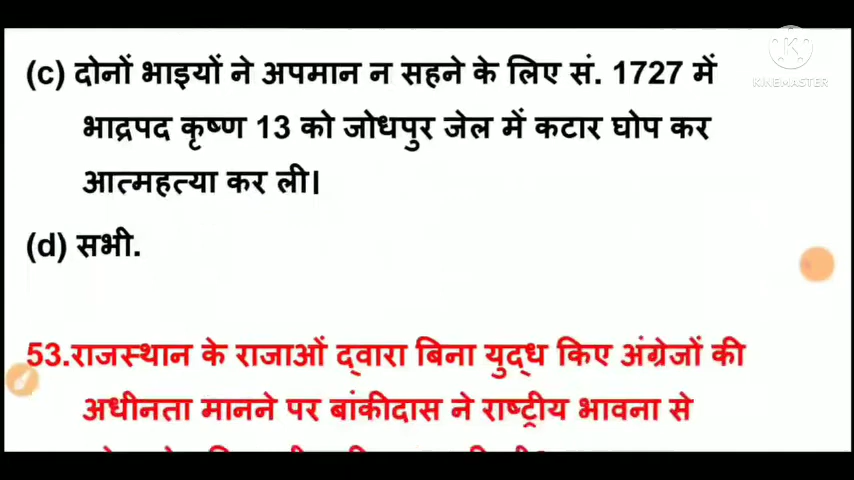 (c) दोनों भाइयों ने अपमान न सहने के लिए सं. 1727 में
भाद्रपद कृष्ण 13 को जोधपुर जेल में कटार घोप कर
आत्महत्या कर ली।
(d) सभी.
53.राजस्थान के राजाओं द्वारा बिना युद्ध किए अंग्रेजों की
अधीनता मानने पर बांकीदास ने राष्ट्रीय भावना से
KINEMASTER